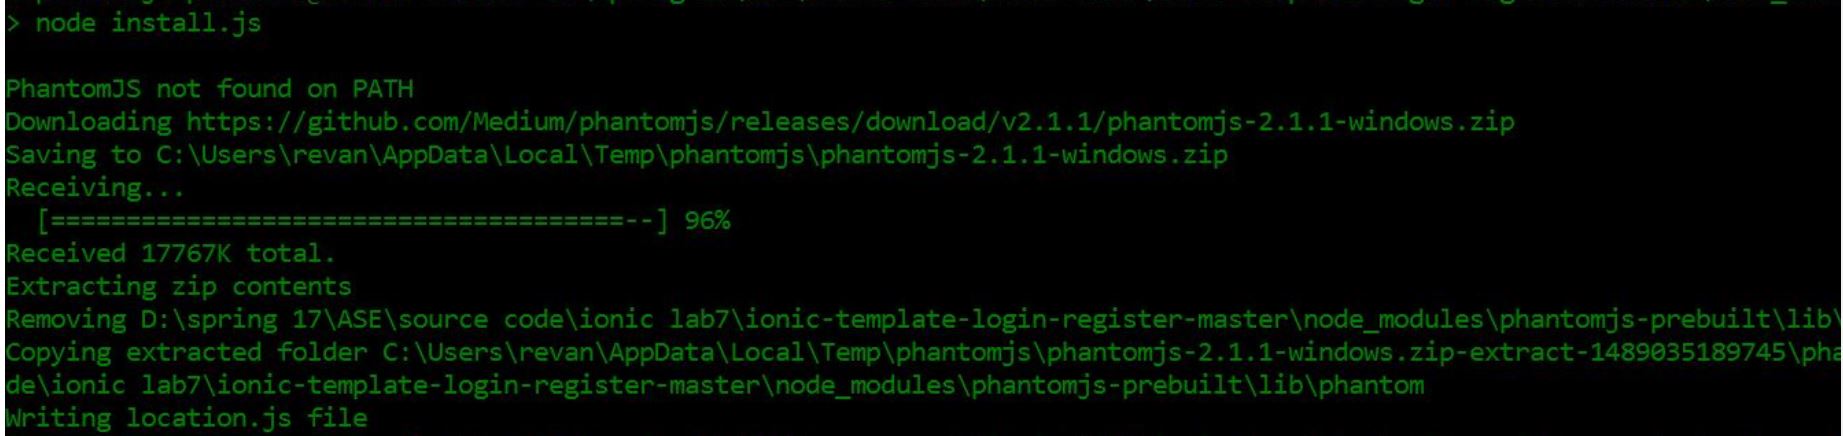 > node install.js
PhantomJS not found on PATH
Downloading https://github.com/Medium/phantomjs/releases/download/v2.1.1/phantomjs-2.1.1-windows.zip
Saving to C:\Users\revan\AppData\Local\Temp\phantomjs\phantomjs-2.1.1-windows.zip
Receiving...
[======================================--] 96%
Received 17767K total.
Extracting zip contents
Removing D:\spring 17\ASE\source code\ionic lab7\ionic-template-login-register-master\node_modules\phantomjs-prebuilt\lib\
Copying extracted folder C:\Users\revan\AppData\Local\Temp\phantomjs\phantomjs-2.1.1-windows.zip-extract-1489035189745\pha
de\ionic lab7\ionic-template-login-register-master\node_modules\phantomjs-prebuilt\lib\phantom
Writing location.js file